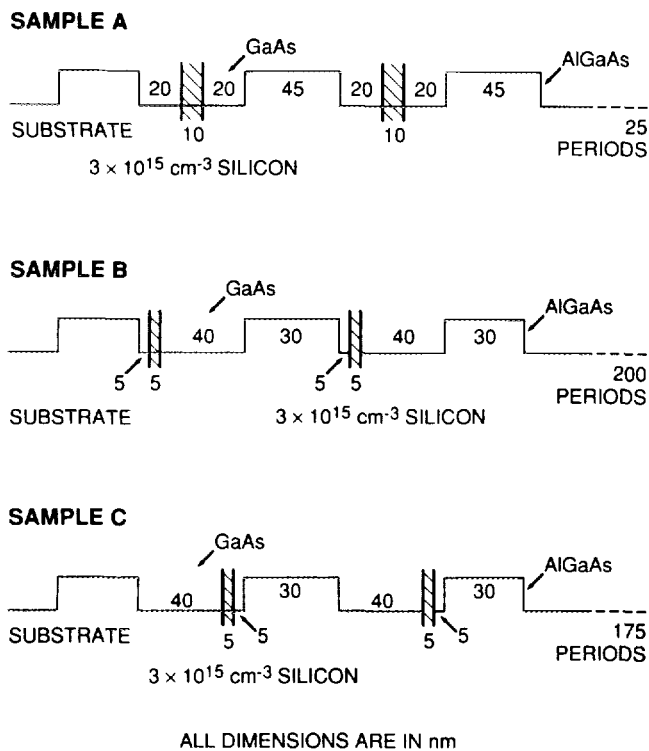 SAMPLE A
GaAs
AlGaAs
20 20 45 20 20 45
SUBSTRATE 10 10 25
PERIODS
3 × 10¹⁵ cm⁻³ SILICON
SAMPLE B
GaAs
AlGaAs
40 30 40 30
5 5 5 5 200
SUBSTRATE 3 × 10¹⁵ cm⁻³ SILICON PERIODS
SAMPLE C
GaAs
AlGaAs
40 30 40 30
SUBSTRATE 5 5 5 5 175
PERIODS
3 × 10¹⁵ cm⁻³ SILICON
ALL DIMENSIONS ARE IN nm